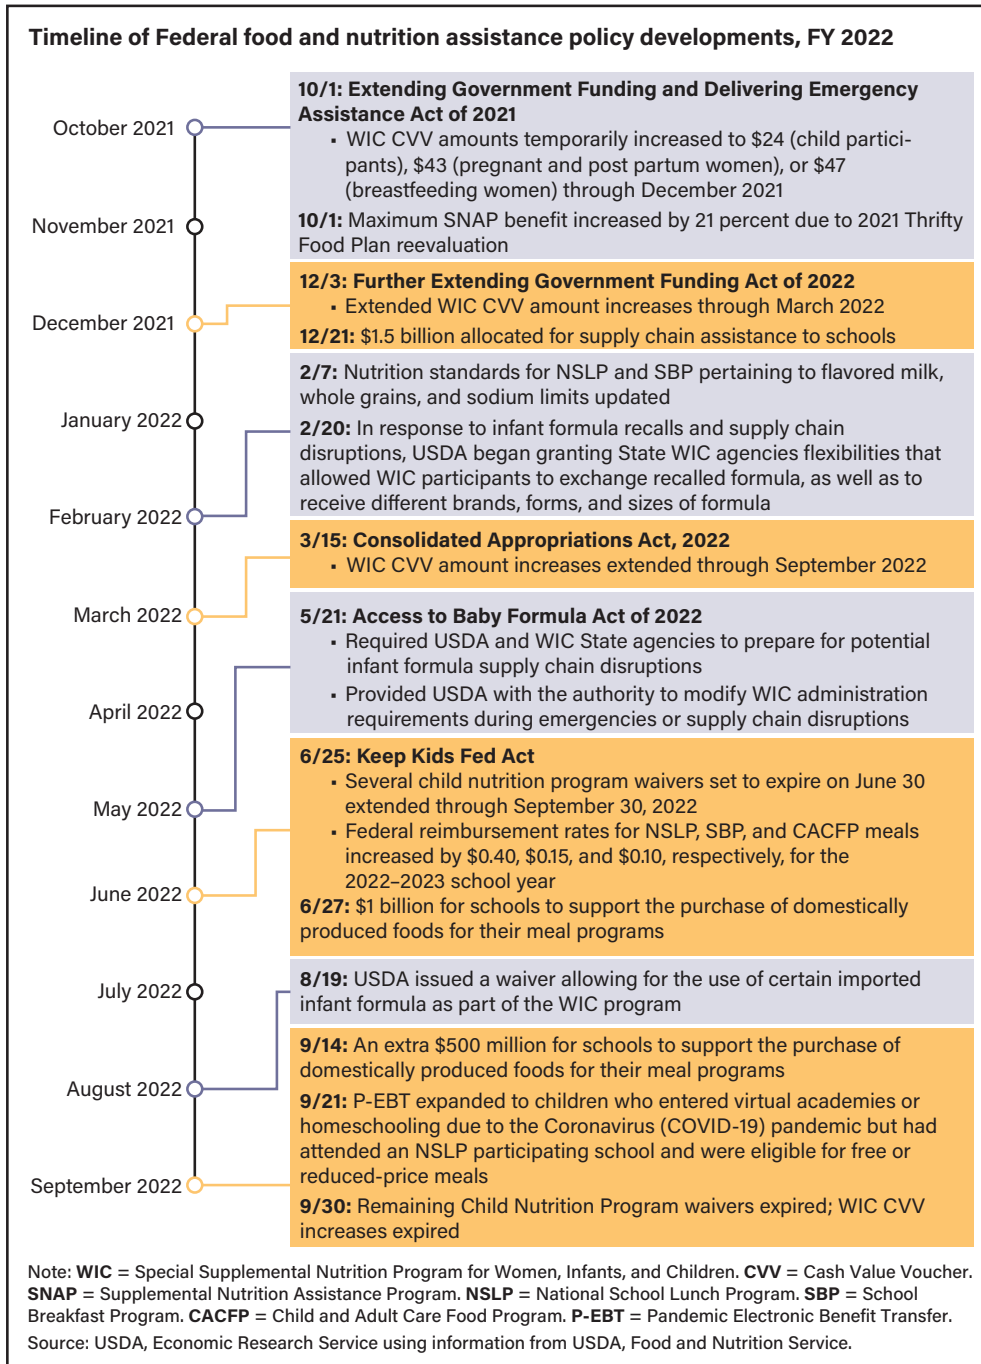 Timeline of Federal food and nutrition assistance policy developments, FY 2022
October 2021
10/1: Extending Government Funding and Delivering Emergency
Assistance Act of 2021
▪ WIC CVV amounts temporarily increased to $24 (child partici-
pants), $43 (pregnant and post partum women), or $47
(breastfeeding women) through December 2021
November 2021
10/1: Maximum SNAP benefit increased by 21 percent due to 2021 Thrifty
Food Plan reevaluation
December 2021
12/3: Further Extending Government Funding Act of 2022
▪ Extended WIC CVV amount increases through March 2022
12/21: $1.5 billion allocated for supply chain assistance to schools
January 2022
2/7: Nutrition standards for NSLP and SBP pertaining to flavored milk,
whole grains, and sodium limits updated
2/20: In response to infant formula recalls and supply chain
disruptions, USDA began granting State WIC agencies flexibilities that
allowed WIC participants to exchange recalled formula, as well as to
receive different brands, forms, and sizes of formula
February 2022
3/15: Consolidated Appropriations Act, 2022
▪ WIC CVV amount increases extended through September 2022
March 2022
5/21: Access to Baby Formula Act of 2022
▪ Required USDA and WIC State agencies to prepare for potential
infant formula supply chain disruptions
▪ Provided USDA with the authority to modify WIC administration
requirements during emergencies or supply chain disruptions
April 2022
6/25: Keep Kids Fed Act
▪ Several child nutrition program waivers set to expire on June 30
extended through September 30, 2022
▪ Federal reimbursement rates for NSLP, SBP, and CACFP meals
increased by $0.40, $0.15, and $0.10, respectively, for the
2022–2023 school year
May 2022
6/27: $1 billion for schools to support the purchase of domestically
produced foods for their meal programs
June 2022
8/19: USDA issued a waiver allowing for the use of certain imported
infant formula as part of the WIC program
July 2022
9/14: An extra $500 million for schools to support the purchase of
domestically produced foods for their meal programs
August 2022
9/21: P-EBT expanded to children who entered virtual academies or
homeschooling due to the Coronavirus (COVID-19) pandemic but had
attended an NSLP participating school and were eligible for free or
reduced-price meals
September 2022
9/30: Remaining Child Nutrition Program waivers expired; WIC CVV
increases expired
Note: WIC = Special Supplemental Nutrition Program for Women, Infants, and Children. CVV = Cash Value Voucher.
SNAP = Supplemental Nutrition Assistance Program. NSLP = National School Lunch Program. SBP = School
Breakfast Program. CACFP = Child and Adult Care Food Program. P-EBT = Pandemic Electronic Benefit Transfer.
Source: USDA, Economic Research Service using information from USDA, Food and Nutrition Service.